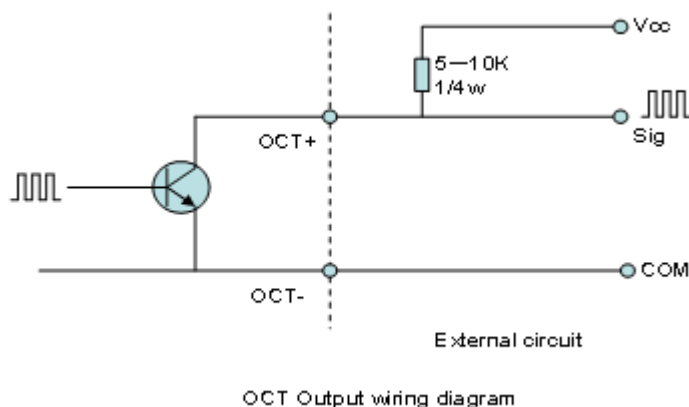 Vcc
5—10K
1/4w
OCT+
Sig
OCT-
COM
External circuit
OCT Output wiring diagram